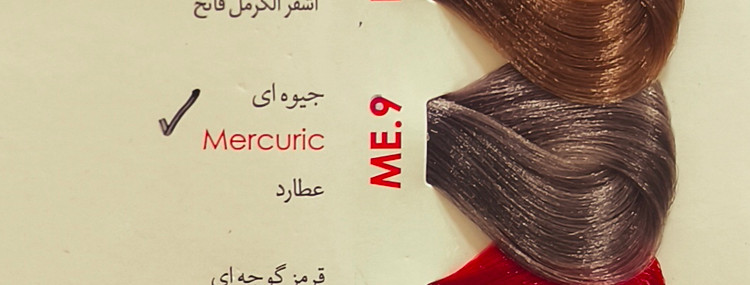 اشقر الكرمل فاتح
جیوه ای
Mercuric
ME.9
عطارد
قرمز گوجه ای